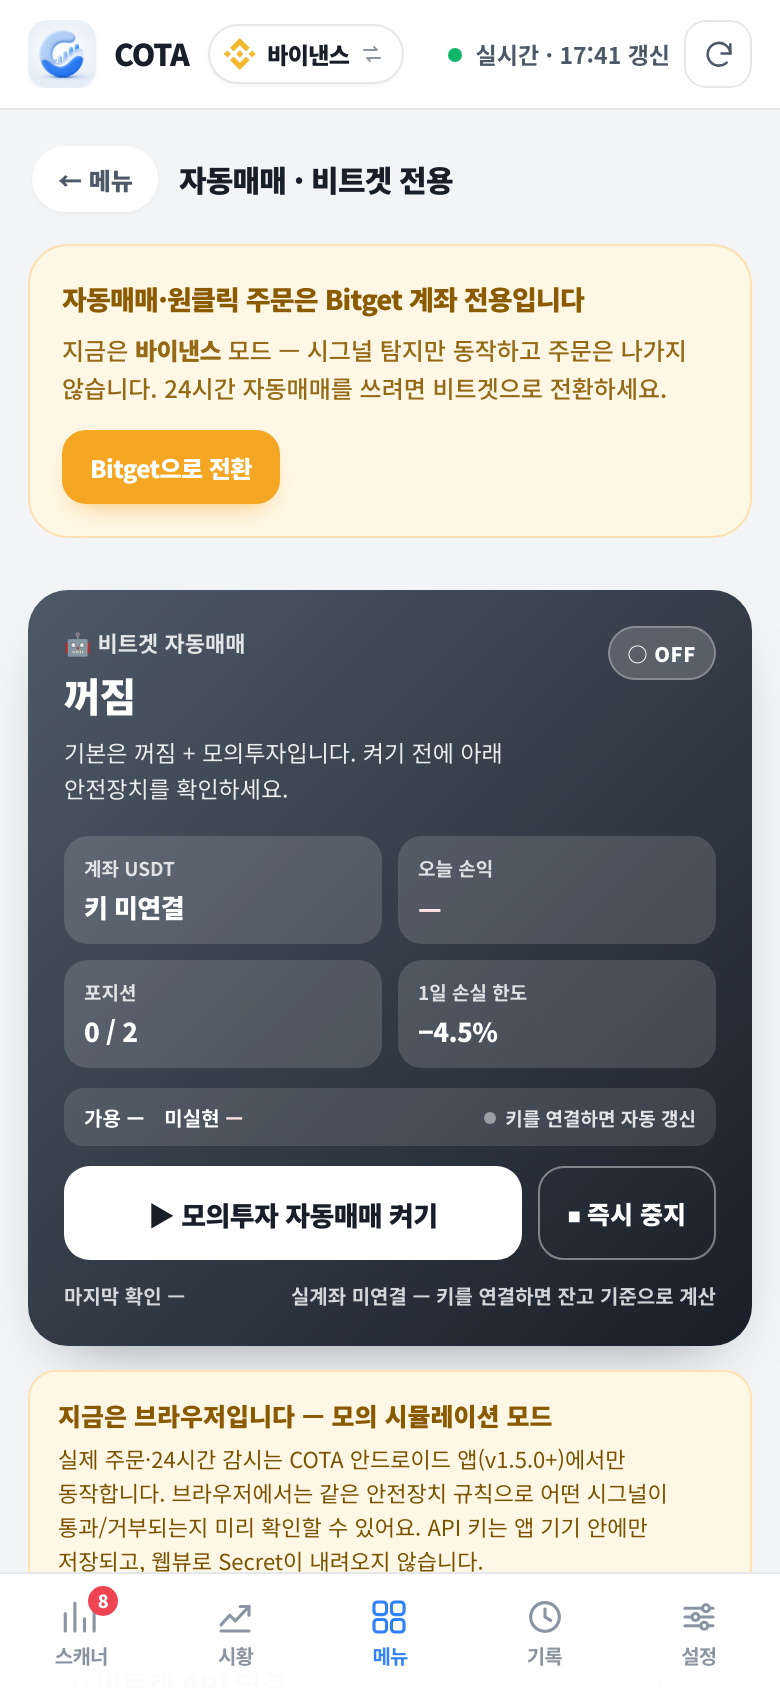 COTA
바이낸스
실시간 · 17:41 갱신
← 메뉴
자동매매 · 비트겟 전용
자동매매·원클릭 주문은 Bitget 계좌 전용입니다
지금은 바이낸스 모드 — 시그널 탐지만 동작하고 주문은 나가지
않습니다. 24시간 자동매매를 쓰려면 비트겟으로 전환하세요.
Bitget으로 전환
🤖 비트겟 자동매매
○ OFF
꺼짐
기본은 꺼짐 + 모의투자입니다. 켜기 전에 아래
안전장치를 확인하세요.
계좌 USDT
키 미연결
오늘 손익
—
포지션
0 / 2
1일 손실 한도
−4.5%
가용 — 미실현 —
키를 연결하면 자동 갱신
▶ 모의투자 자동매매 켜기
■ 즉시 중지
마지막 확인 —
실계좌 미연결 — 키를 연결하면 잔고 기준으로 계산
지금은 브라우저입니다 — 모의 시뮬레이션 모드
실제 주문·24시간 감시는 COTA 안드로이드 앱(v1.5.0+)에서만
동작합니다. 브라우저에서는 같은 안전장치 규칙으로 어떤 시그널이
통과/거부되는지 미리 확인할 수 있어요. API 키는 앱 기기 안에만
저장되고, 웹뷰로 Secret이 내려오지 않습니다.
8
스캐너
시황
메뉴
기록
설정